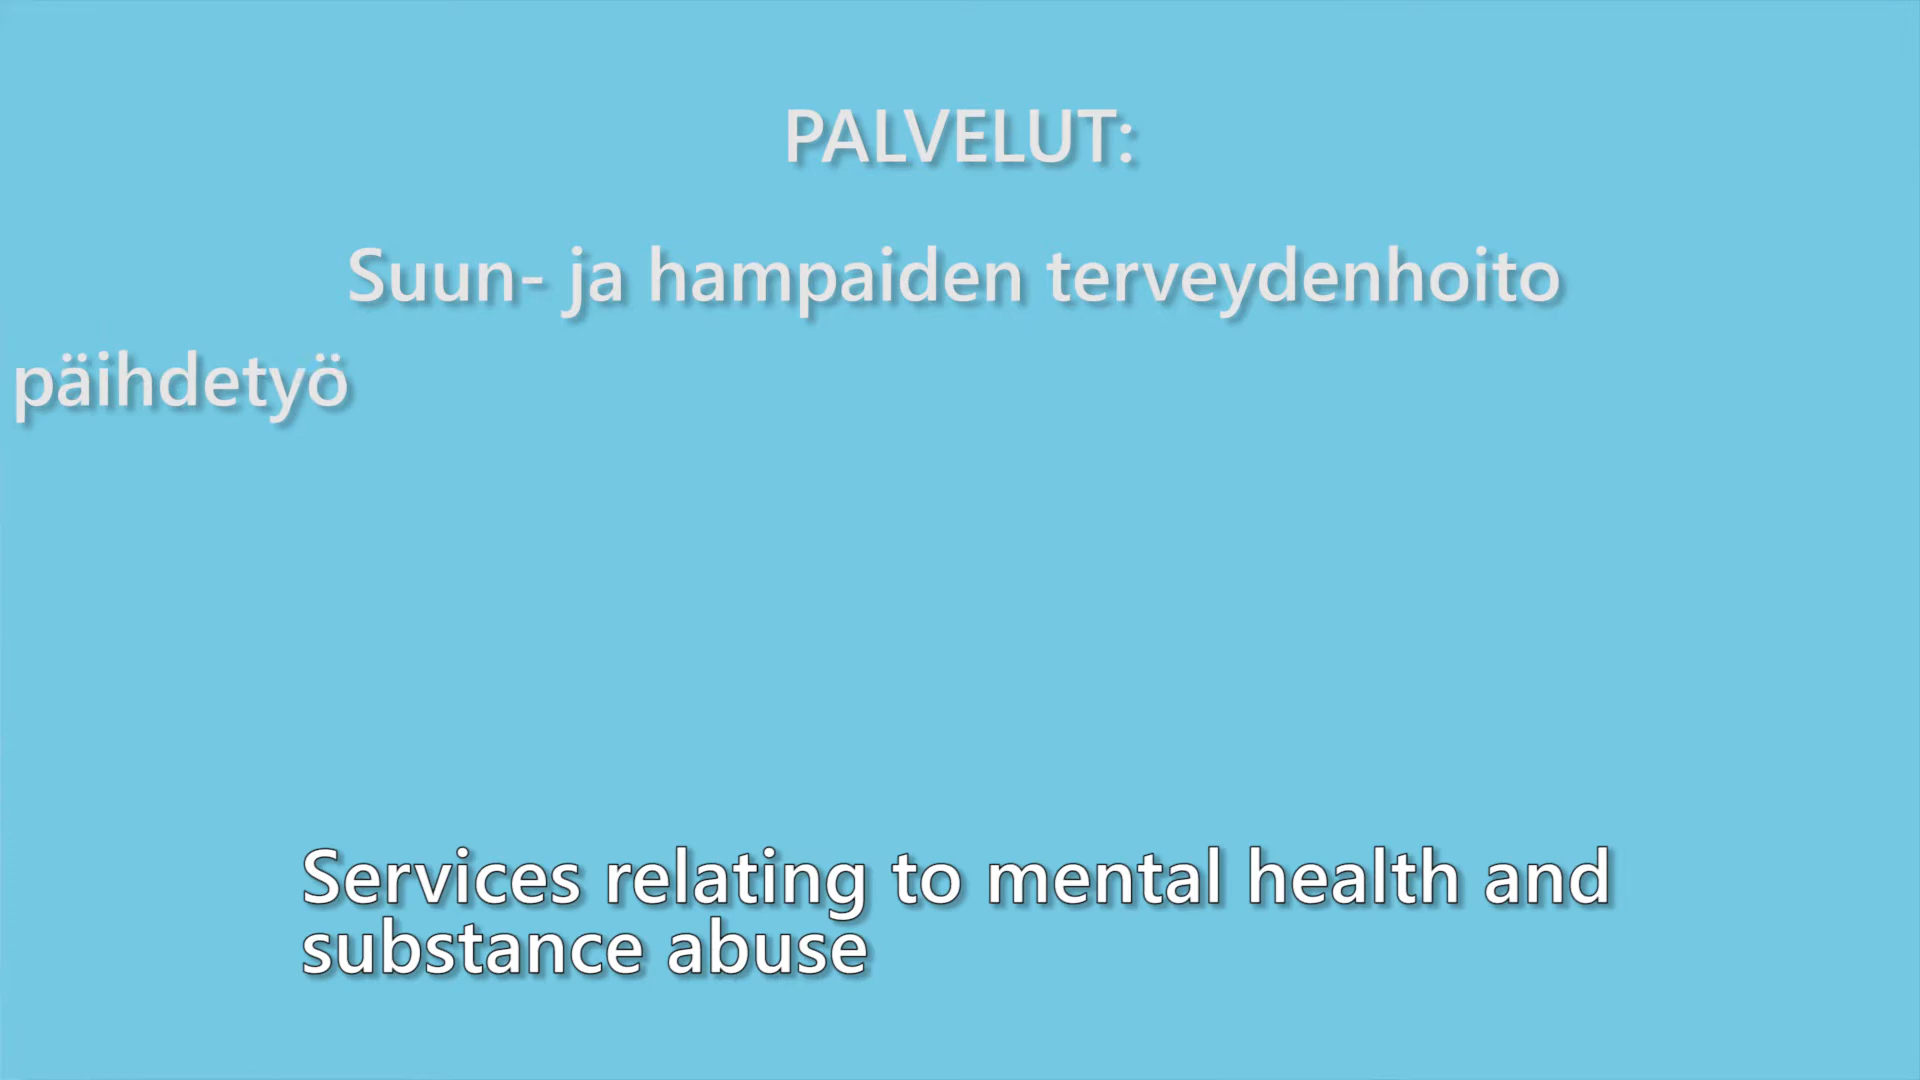 PALVELUT:
Suun- ja hampaiden terveydenhoito
päihdetyö
Services relating to mental health and
substance abuse